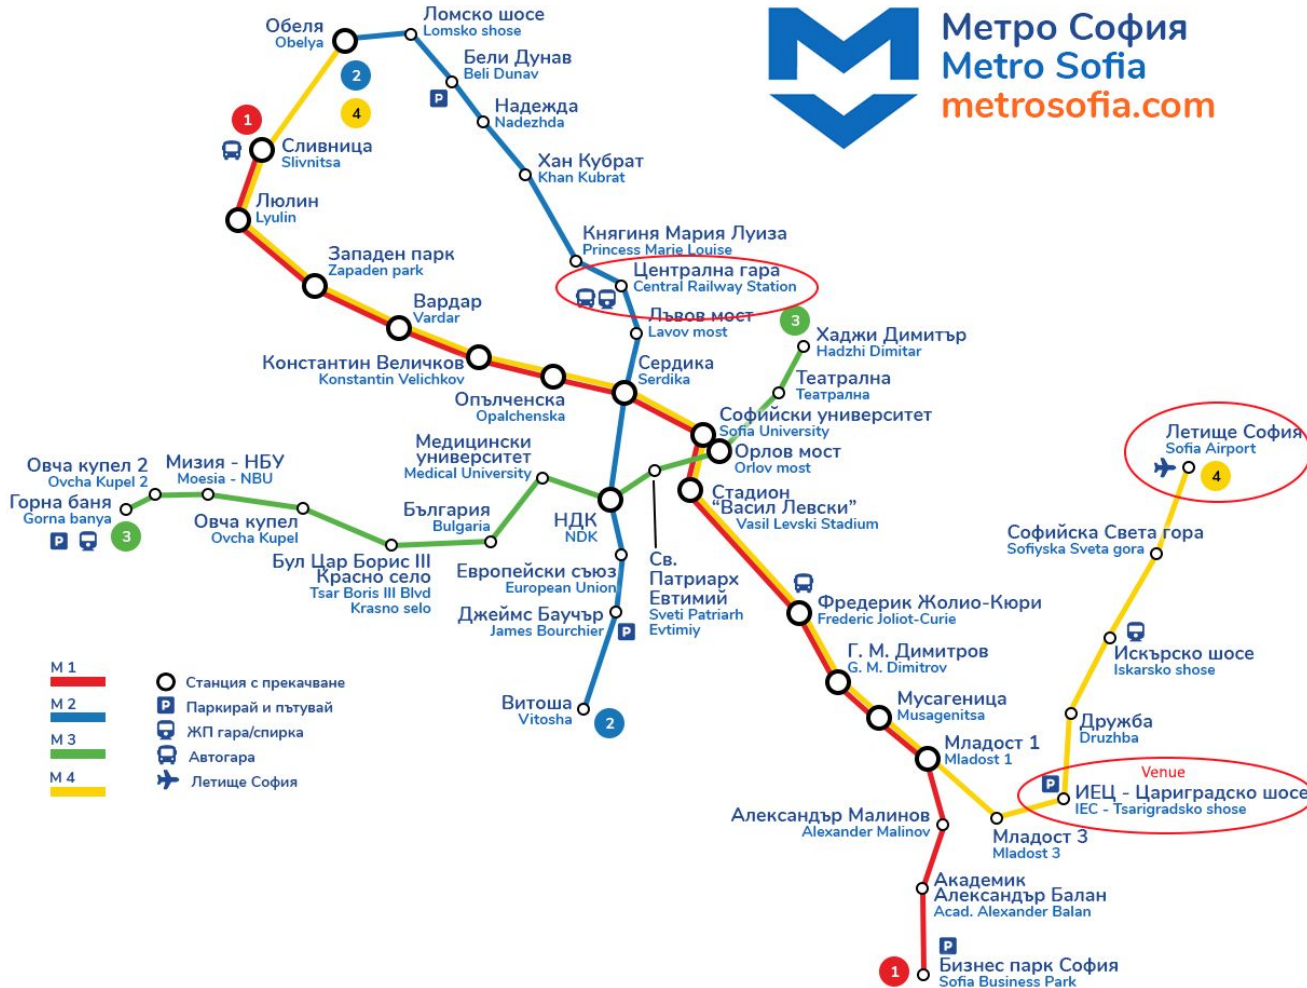 Метро София
Metro Sofia
metrosofia.com
Обеля
Obelya
2
4
Ломско шосе
Lomsko shose
Бели Дунав
Beli Dunav
P
Надежда
Nadezhda
Хан Кубрат
Khan Kubrat
Княгиня Мария Луиза
Princess Marie Louise
Централна гара
Central Railway Station
Лъвов мост
Lavov most
1
Сливница
Slivnitsa
Люлин
Lyulin
Западен парк
Zapaden park
Вардар
Vardar
Константин Величков
Konstantin Velichkov
Опълченска
Opalchenska
Сердика
Serdika
3
Хаджи Димитър
Hadzhi Dimitar
Театрална
Театрална
Софийски университет
Sofia University
Орлов мост
Orlov most
Стадион
“Васил Левски”
Vasil Levski Stadium
Медицински
университет
Medical University
Овча купел 2
Ovcha Kupel 2
Горна баня
Gorna banya
P
3
Мизия - НБУ
Moesia - NBU
Овча купел
Ovcha Kupel
Бул Цар Борис III
Красно село
Tsar Boris III Blvd
Krasno selo
България
Bulgaria
НДК
NDK
Св.
Патриарх
Евтимий
Sveti Patriarh
Evtimiy
Европейски съюз
European Union
Джеймс Баучър
James Bourchier
P
Витоша
Vitosha
2
Фредерик Жолио-Кюри
Frederic Joliot-Curie
Г. М. Димитров
G. M. Dimitrov
Мусагеница
Musagenitsa
Младост 1
Mladost 1
Летище София
Sofia Airport
4
Софийска Света гора
Sofiyska Sveta gora
Искърско шосе
Iskarsko shose
Дружба
Druzhba
Venue
P
ИЕЦ - Цариградско шосе
IEC - Tsarigradsko shose
Младост 3
Mladost 3
Александър Малинов
Alexander Malinov
Академик
Александър Балан
Acad. Alexander Balan
P
1
Бизнес парк София
Sofia Business Park
M 1
M 2
M 3
M 4
Станция с прекачване
P
Паркирай и пътувай
ЖП гара/спирка
Автогара
Летище София